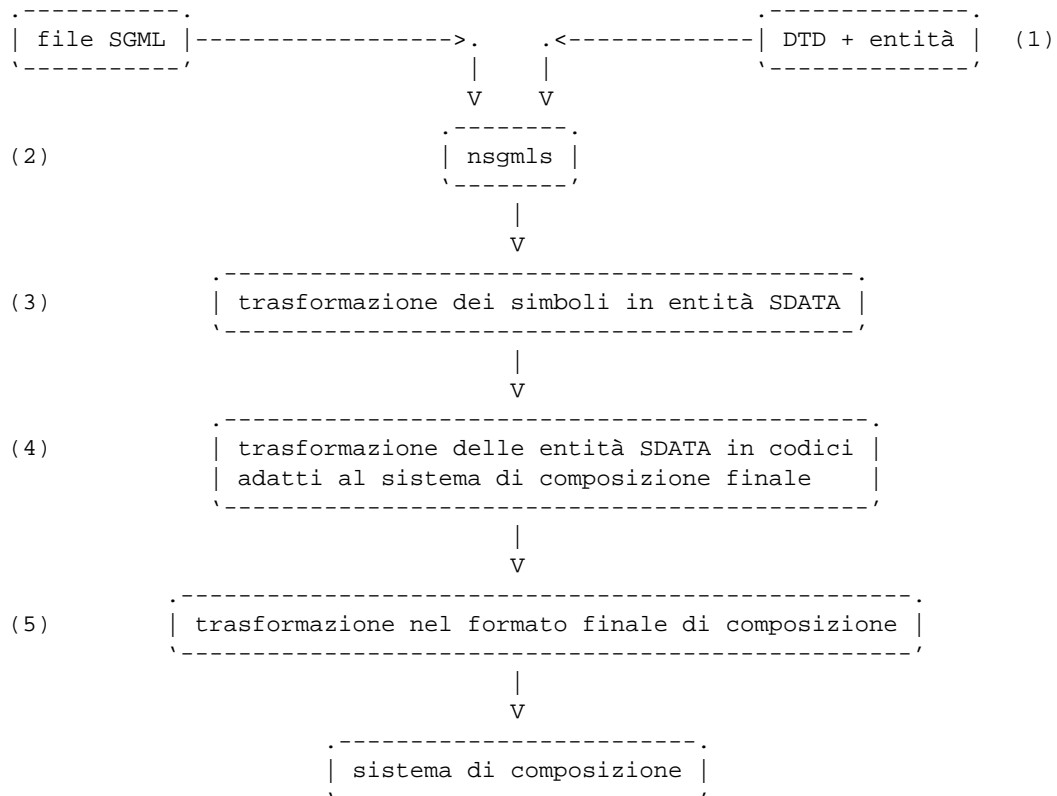 file SGML
DTD + entità (1)
(2) nsgmls
(3) trasformazione dei simboli in entità SDATA
(4) trasformazione delle entità SDATA in codici
adatti al sistema di composizione finale
(5) trasformazione nel formato finale di composizione
sistema di composizione